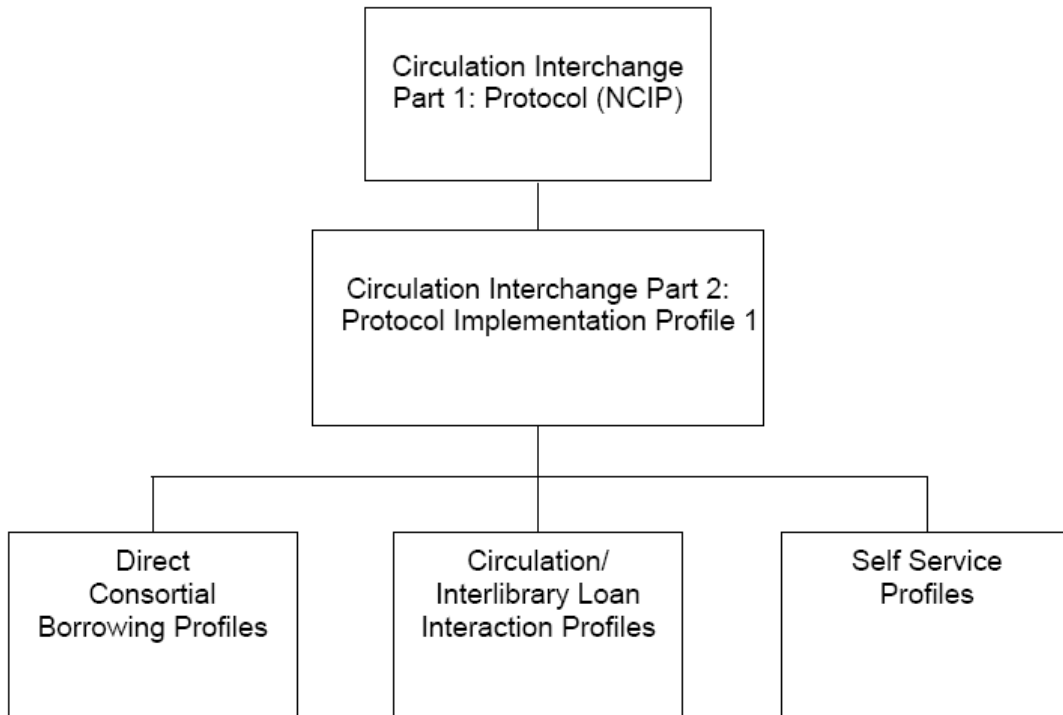 Circulation Interchange
Part 1: Protocol (NCIP)
Circulation Interchange Part 2:
Protocol Implementation Profile 1
Direct
Consortial
Borrowing Profiles
Circulation/
Interlibrary Loan
Interaction Profiles
Self Service
Profiles